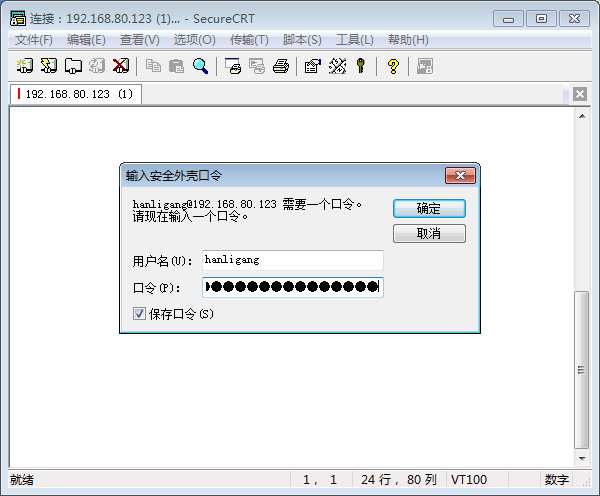 连接：192.168.80.123 (1)... - SecureCRT
文件(F) 编辑(E) 查看(V) 选项(O) 传输(T) 脚本(S) 工具(L) 帮助(H)
192.168.80.123 (1)
输入安全外壳口令
hanligang@192.168.80.123 需要一个口令。
请现在输入一个口令。
确定
取消
用户名(U)： hanligang
口令(P)：
保存口令(S)
就绪 1， 1 24 行， 80 列 VT100 数字